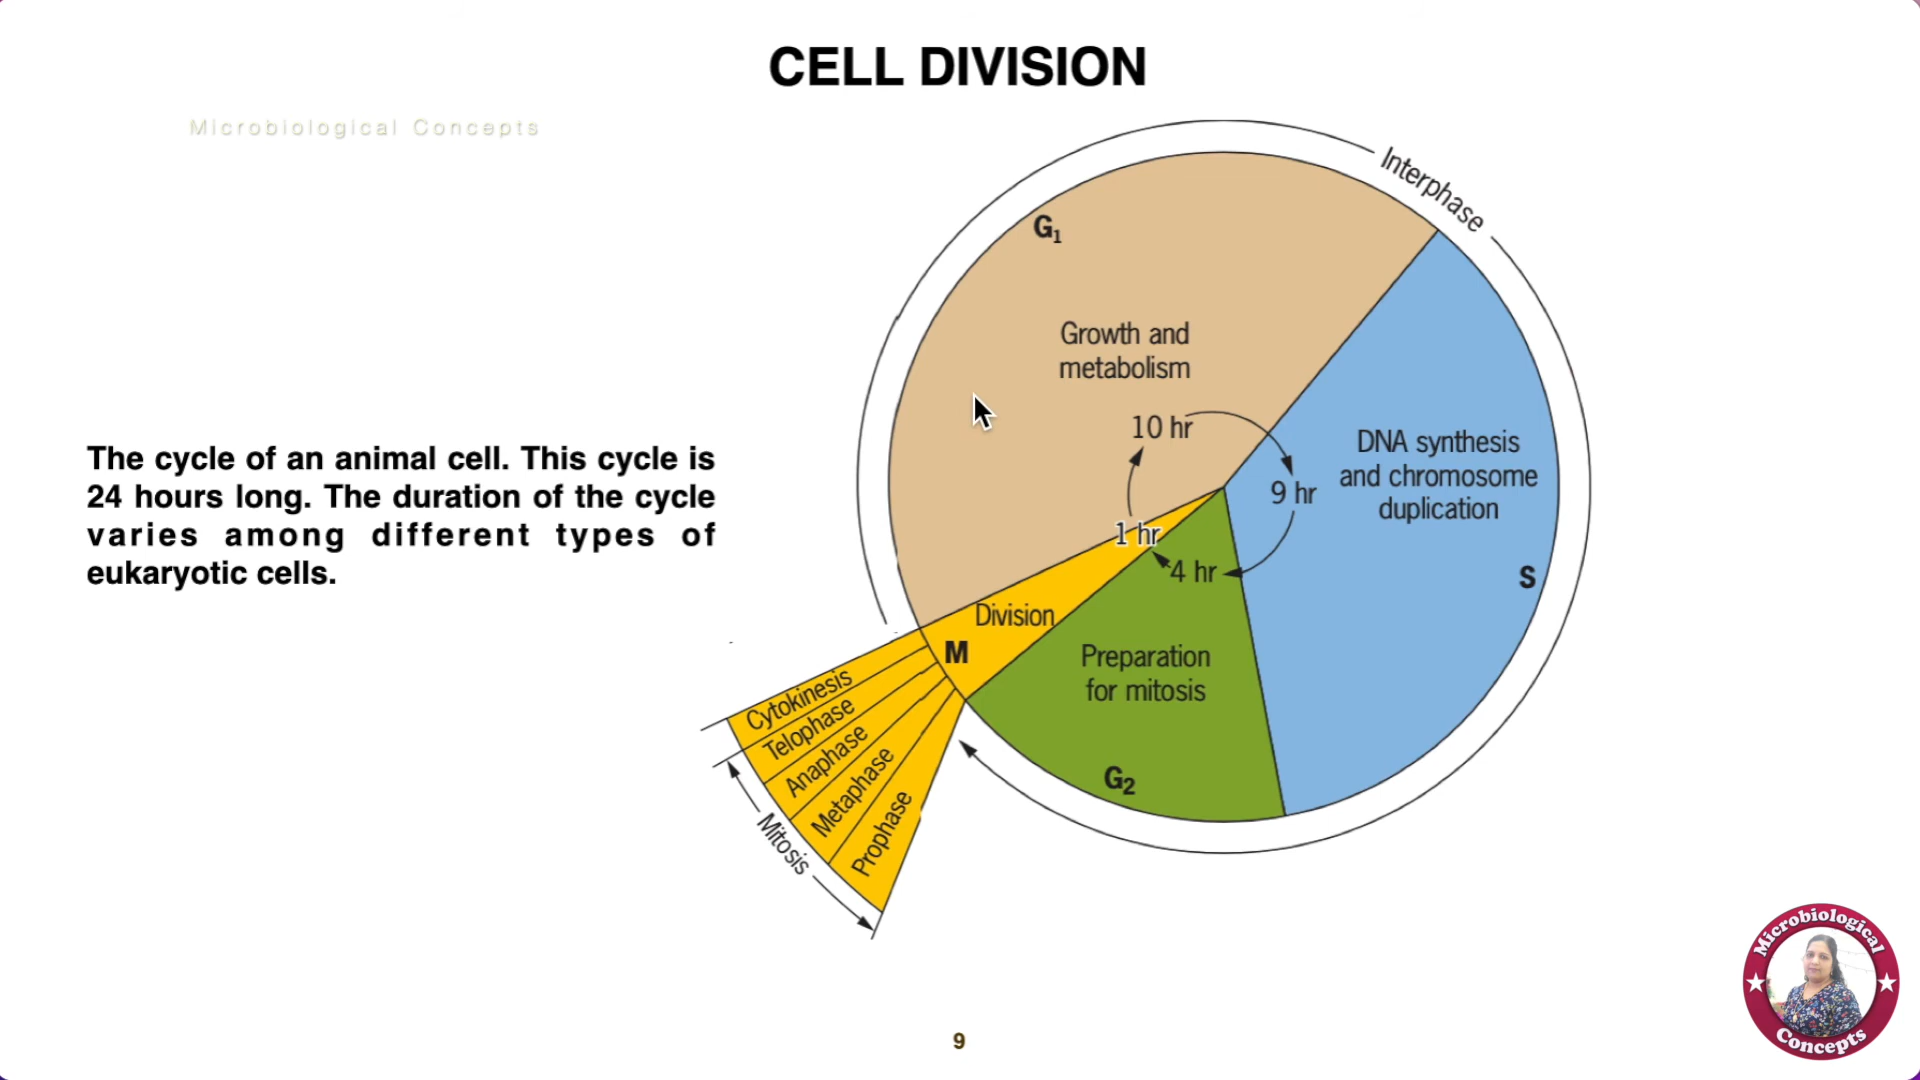 CELL DIVISION
Microbiological Concepts
Interphase
G₁
Growth and
metabolism
10 hr
DNA synthesis
and chromosome
duplication
9 hr
The cycle of an animal cell. This cycle is
24 hours long. The duration of the cycle
varies among different types of
eukaryotic cells.
1 hr
4 hr
S
Division
M
Preparation
for mitosis
G₂
Cytokinesis
Telophase
Anaphase
Metaphase
Prophase
Mitosis
Microbiological
Concepts
9